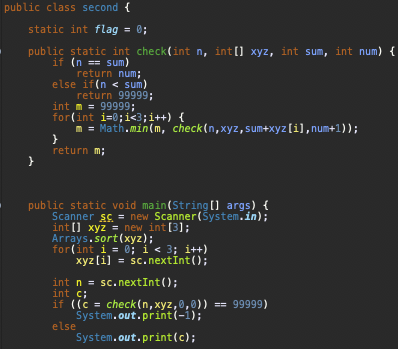 public class second {
static int flag = 0;
public static int check(int n, int[] xyz, int sum, int num) {
if (n == sum)
return num;
else if(n < sum)
return 99999;
int m = 99999;
for(int i=0;i<3;i++) {
m = Math.min(m, check(n,xyz,sum+xyz[i],num+1));
}
return m;
}
public static void main(String[] args) {
Scanner sc = new Scanner(System.in);
int[] xyz = new int[3];
Arrays.sort(xyz);
for(int i = 0; i < 3; i++)
xyz[i] = sc.nextInt();
int n = sc.nextInt();
int c;
if ((c = check(n,xyz,0,0)) == 99999)
System.out.print(-1);
else
System.out.print(c);